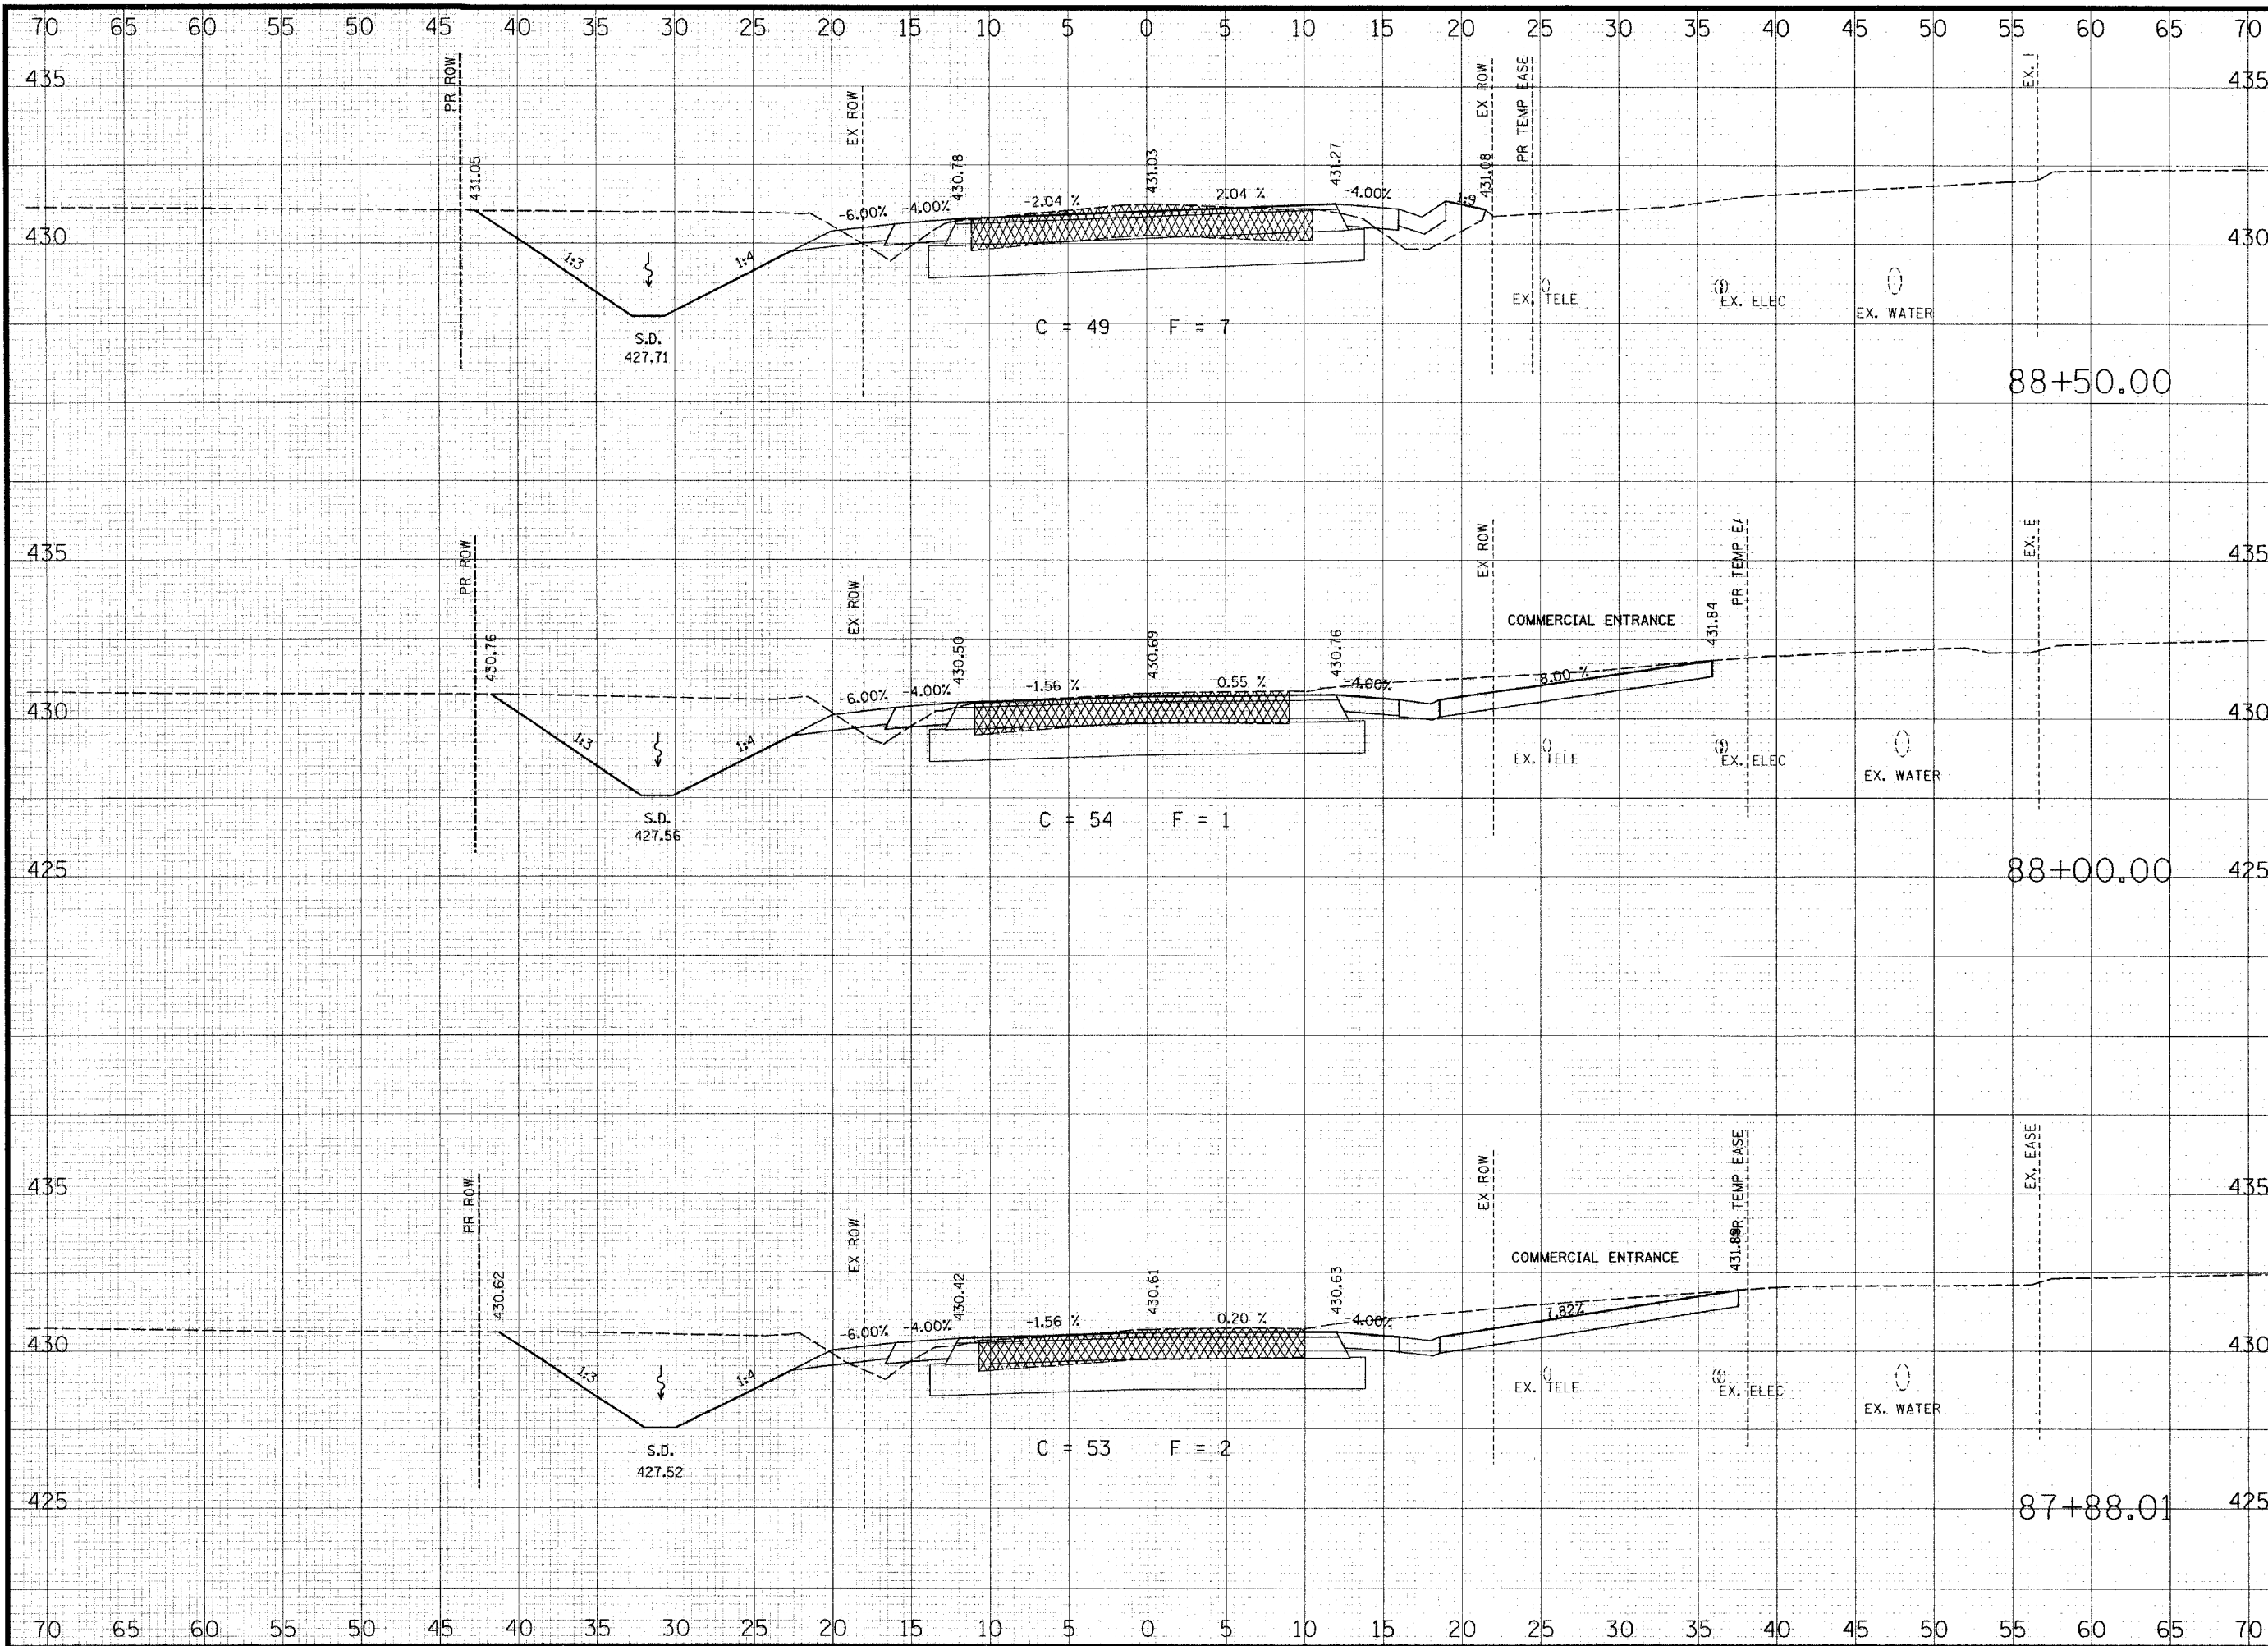 70 65 60 55 50 45 40 35 30 25 20 15 10 5 0 5 10 15 20 25 30 35 40 45 50 55 60 65 70
435 435
PR ROW
EX ROW
EX ROW
PR TEMP EASE
431.05
430.78
431.03
431.27
431.08
-6.00% -4.00% -2.04 % 2.04 % -4.00% 1:9
430 430
1:3 1:4
EX. TELE EX. ELEC EX. WATER
S.D.
427.71
C = 49 F = 7
88+50.00
435 435
PR ROW
EX ROW
EX ROW
EX. E
COMMERCIAL ENTRANCE
430.76
430.50
430.69
430.76
431.84
PR TEMP
-6.00% -4.00% -1.56 % 0.55 % -4.00% 8.00 %
430 430
1:3 1:4
EX. TELE EX. ELEC EX. WATER
S.D.
427.56
C = 54 F = 1
425 88+00.00 425
435 435
PR ROW
EX ROW
EX ROW
PR TEMP EASE
EX. EASE
COMMERCIAL ENTRANCE
430.62
430.42
430.61
430.63
-6.00% -4.00% -1.56 % 0.20 % -4.00% 7.82%
430 430
1:3 1:4
EX. TELE EX. ELEC EX. WATER
S.D.
427.52
C = 53 F = 2
425 87+88.01 425
70 65 60 55 50 45 40 35 30 25 20 15 10 5 0 5 10 15 20 25 30 35 40 45 50 55 60 65 70